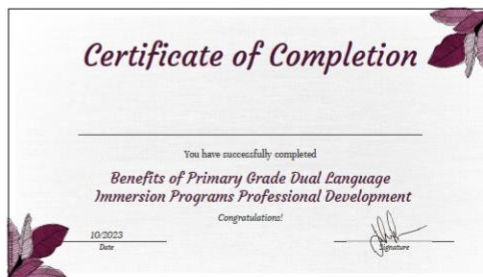 Certificate of Completion
You have successfully completed
Benefits of Primary Grade Dual Language
Immersion Programs Professional Development
Congratulations!
10/2023
Date
Signature